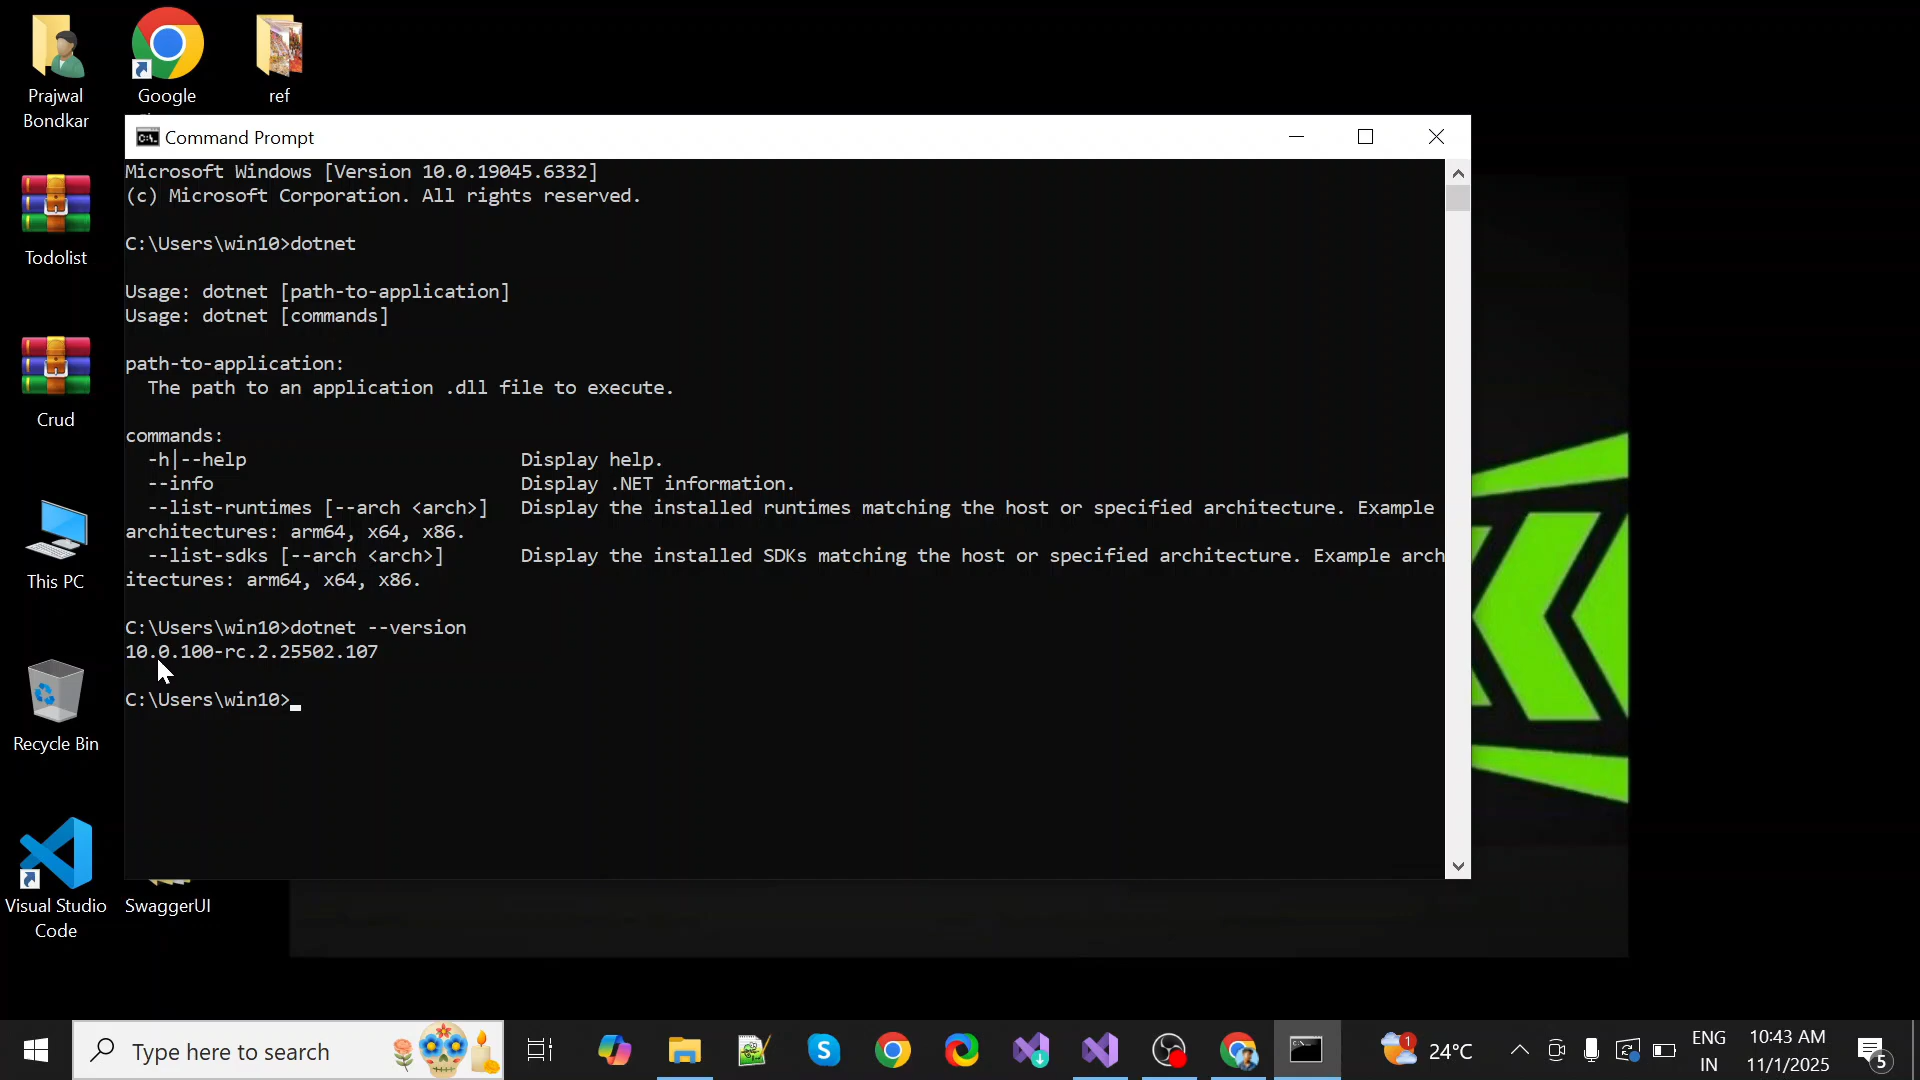 Prajwal
Bondkar
Google
ref
Todolist
Crud
This PC
Recycle Bin
Visual Studio
Code
SwaggerUI
Command Prompt
Microsoft Windows [Version 10.0.19045.6332]
(c) Microsoft Corporation. All rights reserved.
C:\Users\win10>dotnet
Usage: dotnet [path-to-application]
Usage: dotnet [commands]
path-to-application:
The path to an application .dll file to execute.
commands:
-h|--help Display help.
--info Display .NET information.
--list-runtimes [--arch <arch>] Display the installed runtimes matching the host or specified architecture. Example
architectures: arm64, x64, x86.
--list-sdks [--arch <arch>] Display the installed SDKs matching the host or specified architecture. Example arch
itectures: arm64, x64, x86.
C:\Users\win10>dotnet --version
10.0.100-rc.2.25502.107
C:\Users\win10>
Type here to search
1
24°C
ENG
IN
10:43 AM
11/1/2025
5